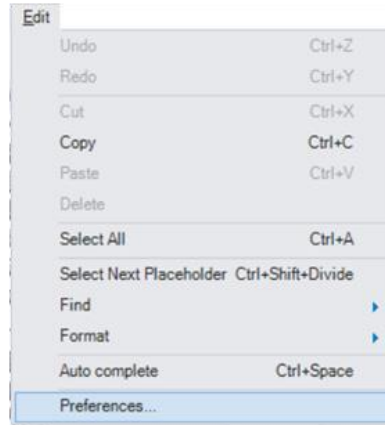 Edit
Undo Ctrl+Z
Redo Ctrl+Y
Cut Ctrl+X
Copy Ctrl+C
Paste Ctrl+V
Delete
Select All Ctrl+A
Select Next Placeholder Ctrl+Shift+Divide
Find
Format
Auto complete Ctrl+Space
Preferences...